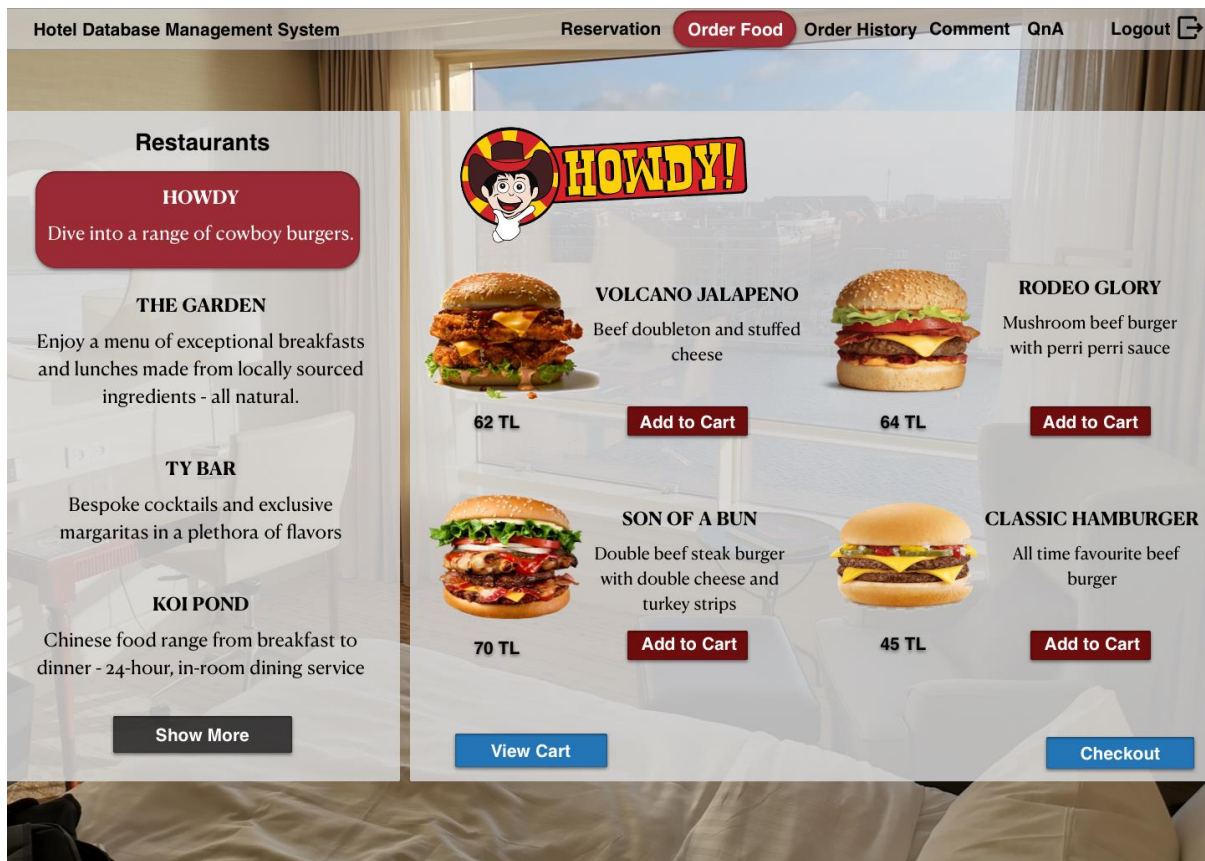 Hotel Database Management System
Reservation
Order Food
Order History
Comment
QnA
Logout
Restaurants
HOWDY
Dive into a range of cowboy burgers.
THE GARDEN
Enjoy a menu of exceptional breakfasts
and lunches made from locally sourced
ingredients - all natural.
TY BAR
Bespoke cocktails and exclusive
margaritas in a plethora of flavors
KOI POND
Chinese food range from breakfast to
dinner - 24-hour, in-room dining service
Show More
HOWDY!
VOLCANO JALAPENO
Beef doubleton and stuffed
cheese
62 TL
Add to Cart
RODEO GLORY
Mushroom beef burger
with perri perri sauce
64 TL
Add to Cart
SON OF A BUN
Double beef steak burger
with double cheese and
turkey strips
70 TL
Add to Cart
CLASSIC HAMBURGER
All time favourite beef
burger
45 TL
Add to Cart
View Cart
Checkout